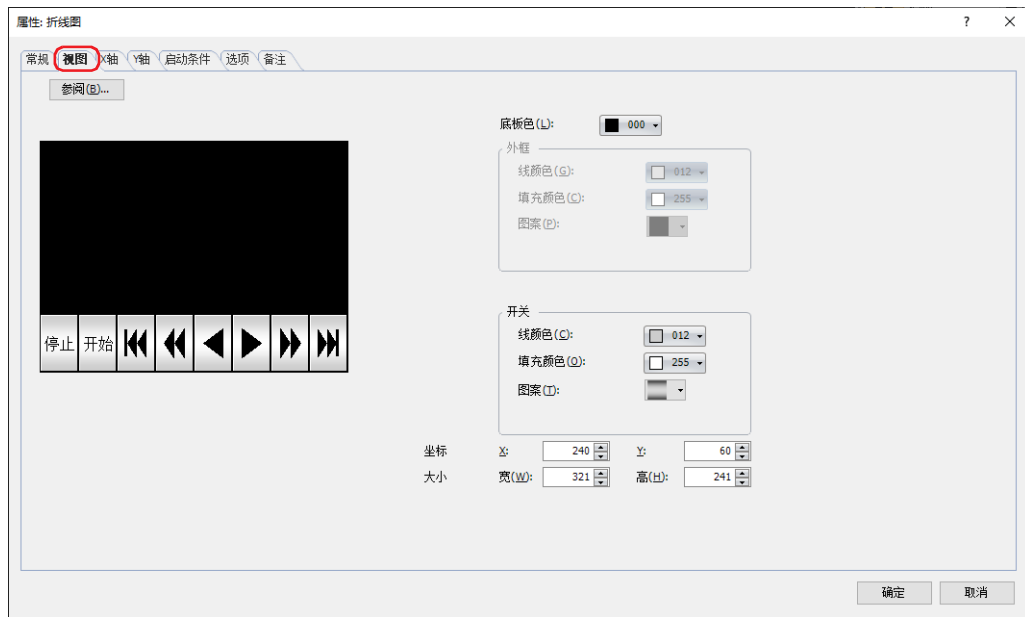 属性: 折线图
?
常规 视图 X轴 Y轴 启动条件 选项 备注
参阅(B)...
底板色(L): 000
外框
线颜色(G): 012
填充颜色(C): 255
图案(P):
停止 开始
开关
线颜色(C): 012
填充颜色(O): 255
图案(T):
坐标 X: 240 Y: 60
大小 宽(W): 321 高(H): 241
确定 取消